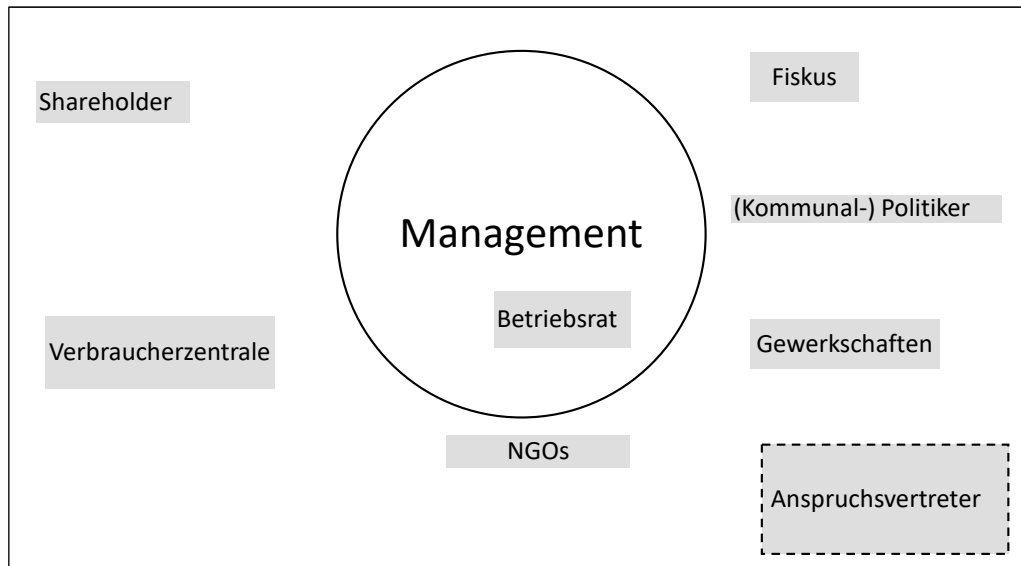 Shareholder
Fiskus
(Kommunal-) Politiker
Management
Betriebsrat
Verbraucherzentrale
Gewerkschaften
NGOs
Anspruchsvertreter